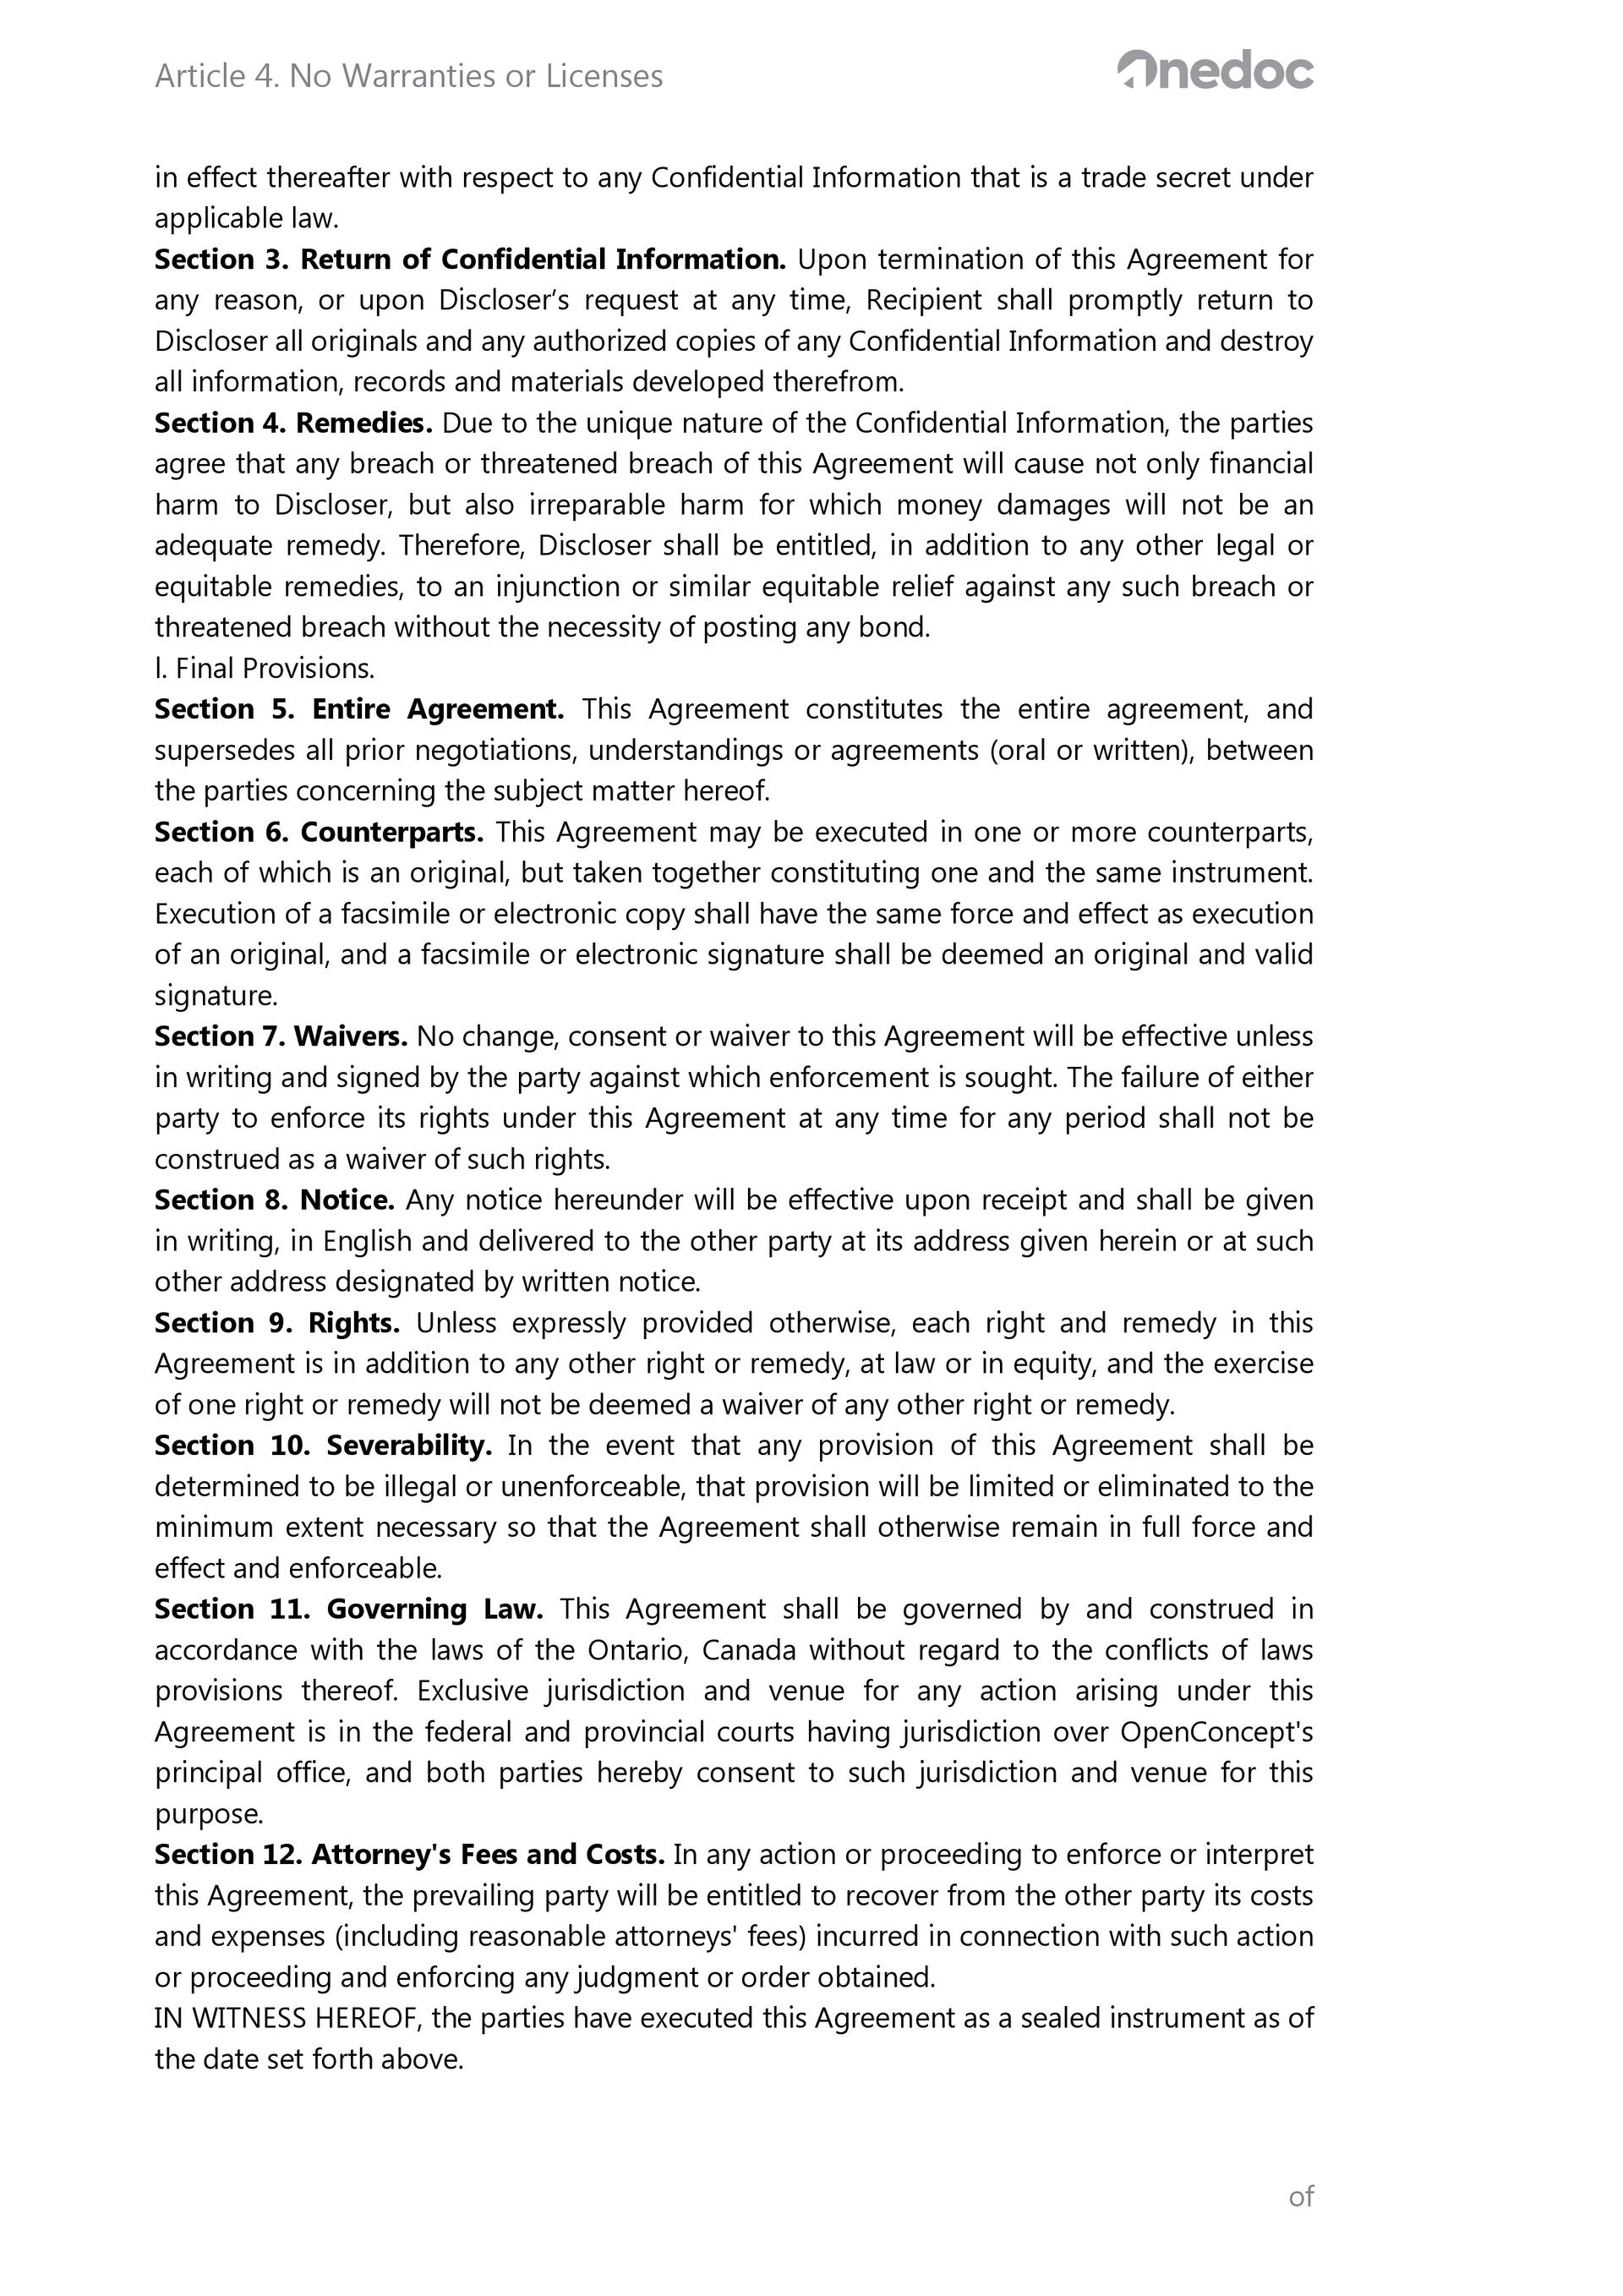 Article 4. No Warranties or Licenses
Onedoc
in effect thereafter with respect to any Confidential Information that is a trade secret under
applicable law.
Section 3. Return of Confidential Information. Upon termination of this Agreement for
any reason, or upon Discloser’s request at any time, Recipient shall promptly return to
Discloser all originals and any authorized copies of any Confidential Information and destroy
all information, records and materials developed therefrom.
Section 4. Remedies. Due to the unique nature of the Confidential Information, the parties
agree that any breach or threatened breach of this Agreement will cause not only financial
harm to Discloser, but also irreparable harm for which money damages will not be an
adequate remedy. Therefore, Discloser shall be entitled, in addition to any other legal or
equitable remedies, to an injunction or similar equitable relief against any such breach or
threatened breach without the necessity of posting any bond.
l. Final Provisions.
Section 5. Entire Agreement. This Agreement constitutes the entire agreement, and
supersedes all prior negotiations, understandings or agreements (oral or written), between
the parties concerning the subject matter hereof.
Section 6. Counterparts. This Agreement may be executed in one or more counterparts,
each of which is an original, but taken together constituting one and the same instrument.
Execution of a facsimile or electronic copy shall have the same force and effect as execution
of an original, and a facsimile or electronic signature shall be deemed an original and valid
signature.
Section 7. Waivers. No change, consent or waiver to this Agreement will be effective unless
in writing and signed by the party against which enforcement is sought. The failure of either
party to enforce its rights under this Agreement at any time for any period shall not be
construed as a waiver of such rights.
Section 8. Notice. Any notice hereunder will be effective upon receipt and shall be given
in writing, in English and delivered to the other party at its address given herein or at such
other address designated by written notice.
Section 9. Rights. Unless expressly provided otherwise, each right and remedy in this
Agreement is in addition to any other right or remedy, at law or in equity, and the exercise
of one right or remedy will not be deemed a waiver of any other right or remedy.
Section 10. Severability. In the event that any provision of this Agreement shall be
determined to be illegal or unenforceable, that provision will be limited or eliminated to the
minimum extent necessary so that the Agreement shall otherwise remain in full force and
effect and enforceable.
Section 11. Governing Law. This Agreement shall be governed by and construed in
accordance with the laws of the Ontario, Canada without regard to the conflicts of laws
provisions thereof. Exclusive jurisdiction and venue for any action arising under this
Agreement is in the federal and provincial courts having jurisdiction over OpenConcept's
principal office, and both parties hereby consent to such jurisdiction and venue for this
purpose.
Section 12. Attorney's Fees and Costs. In any action or proceeding to enforce or interpret
this Agreement, the prevailing party will be entitled to recover from the other party its costs
and expenses (including reasonable attorneys' fees) incurred in connection with such action
or proceeding and enforcing any judgment or order obtained.
IN WITNESS HEREOF, the parties have executed this Agreement as a sealed instrument as of
the date set forth above.
of